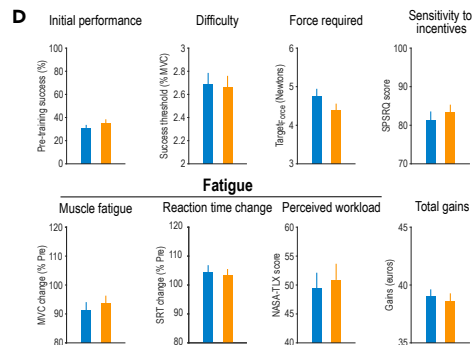 D
Initial performance
Difficulty
Force required
Sensitivity to
incentives
Pre-training success (%)
100
80
60
40
20
0
Success threshold (% MVC)
3
2.8
2.6
2.4
2.2
2
TargetForce (Newtons)
6
5
4
3
SPSRQ score
100
90
80
70
Fatigue
Muscle fatigue
Reaction time change
Perceived workload
Total gains
MVC change (% Pre)
120
110
100
90
80
SRT change (% Pre)
120
115
110
105
100
80
NASA-TLX score
60
55
50
45
40
Gains (euros)
45
40
35